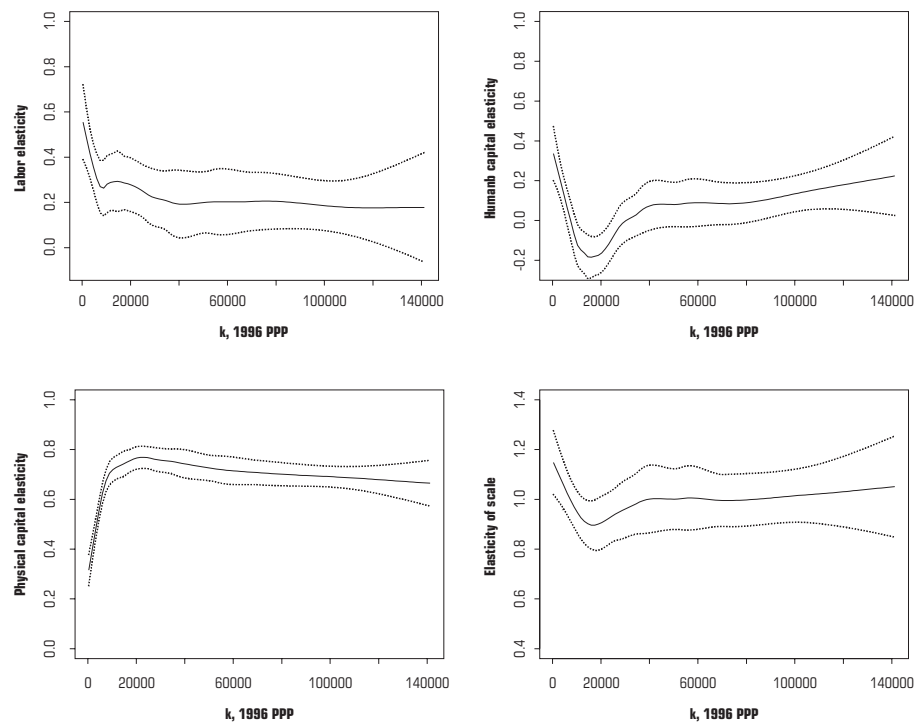 Labor elasticity
1.0
0.8
0.6
0.4
0.2
0.0
0 20000 60000 100000 140000
k, 1996 PPP
Humanb capital elasticity
1.0
0.8
0.6
0.4
0.2
0.0
-0.2
0 20000 60000 100000 140000
k, 1996 PPP
Physical capital elasticity
1.0
0.8
0.6
0.4
0.2
0.0
0 20000 60000 100000 140000
k, 1996 PPP
Elasticity of scale
1.4
1.2
1.0
0.8
0.6
0.4
0 20000 60000 100000 140000
k, 1996 PPP